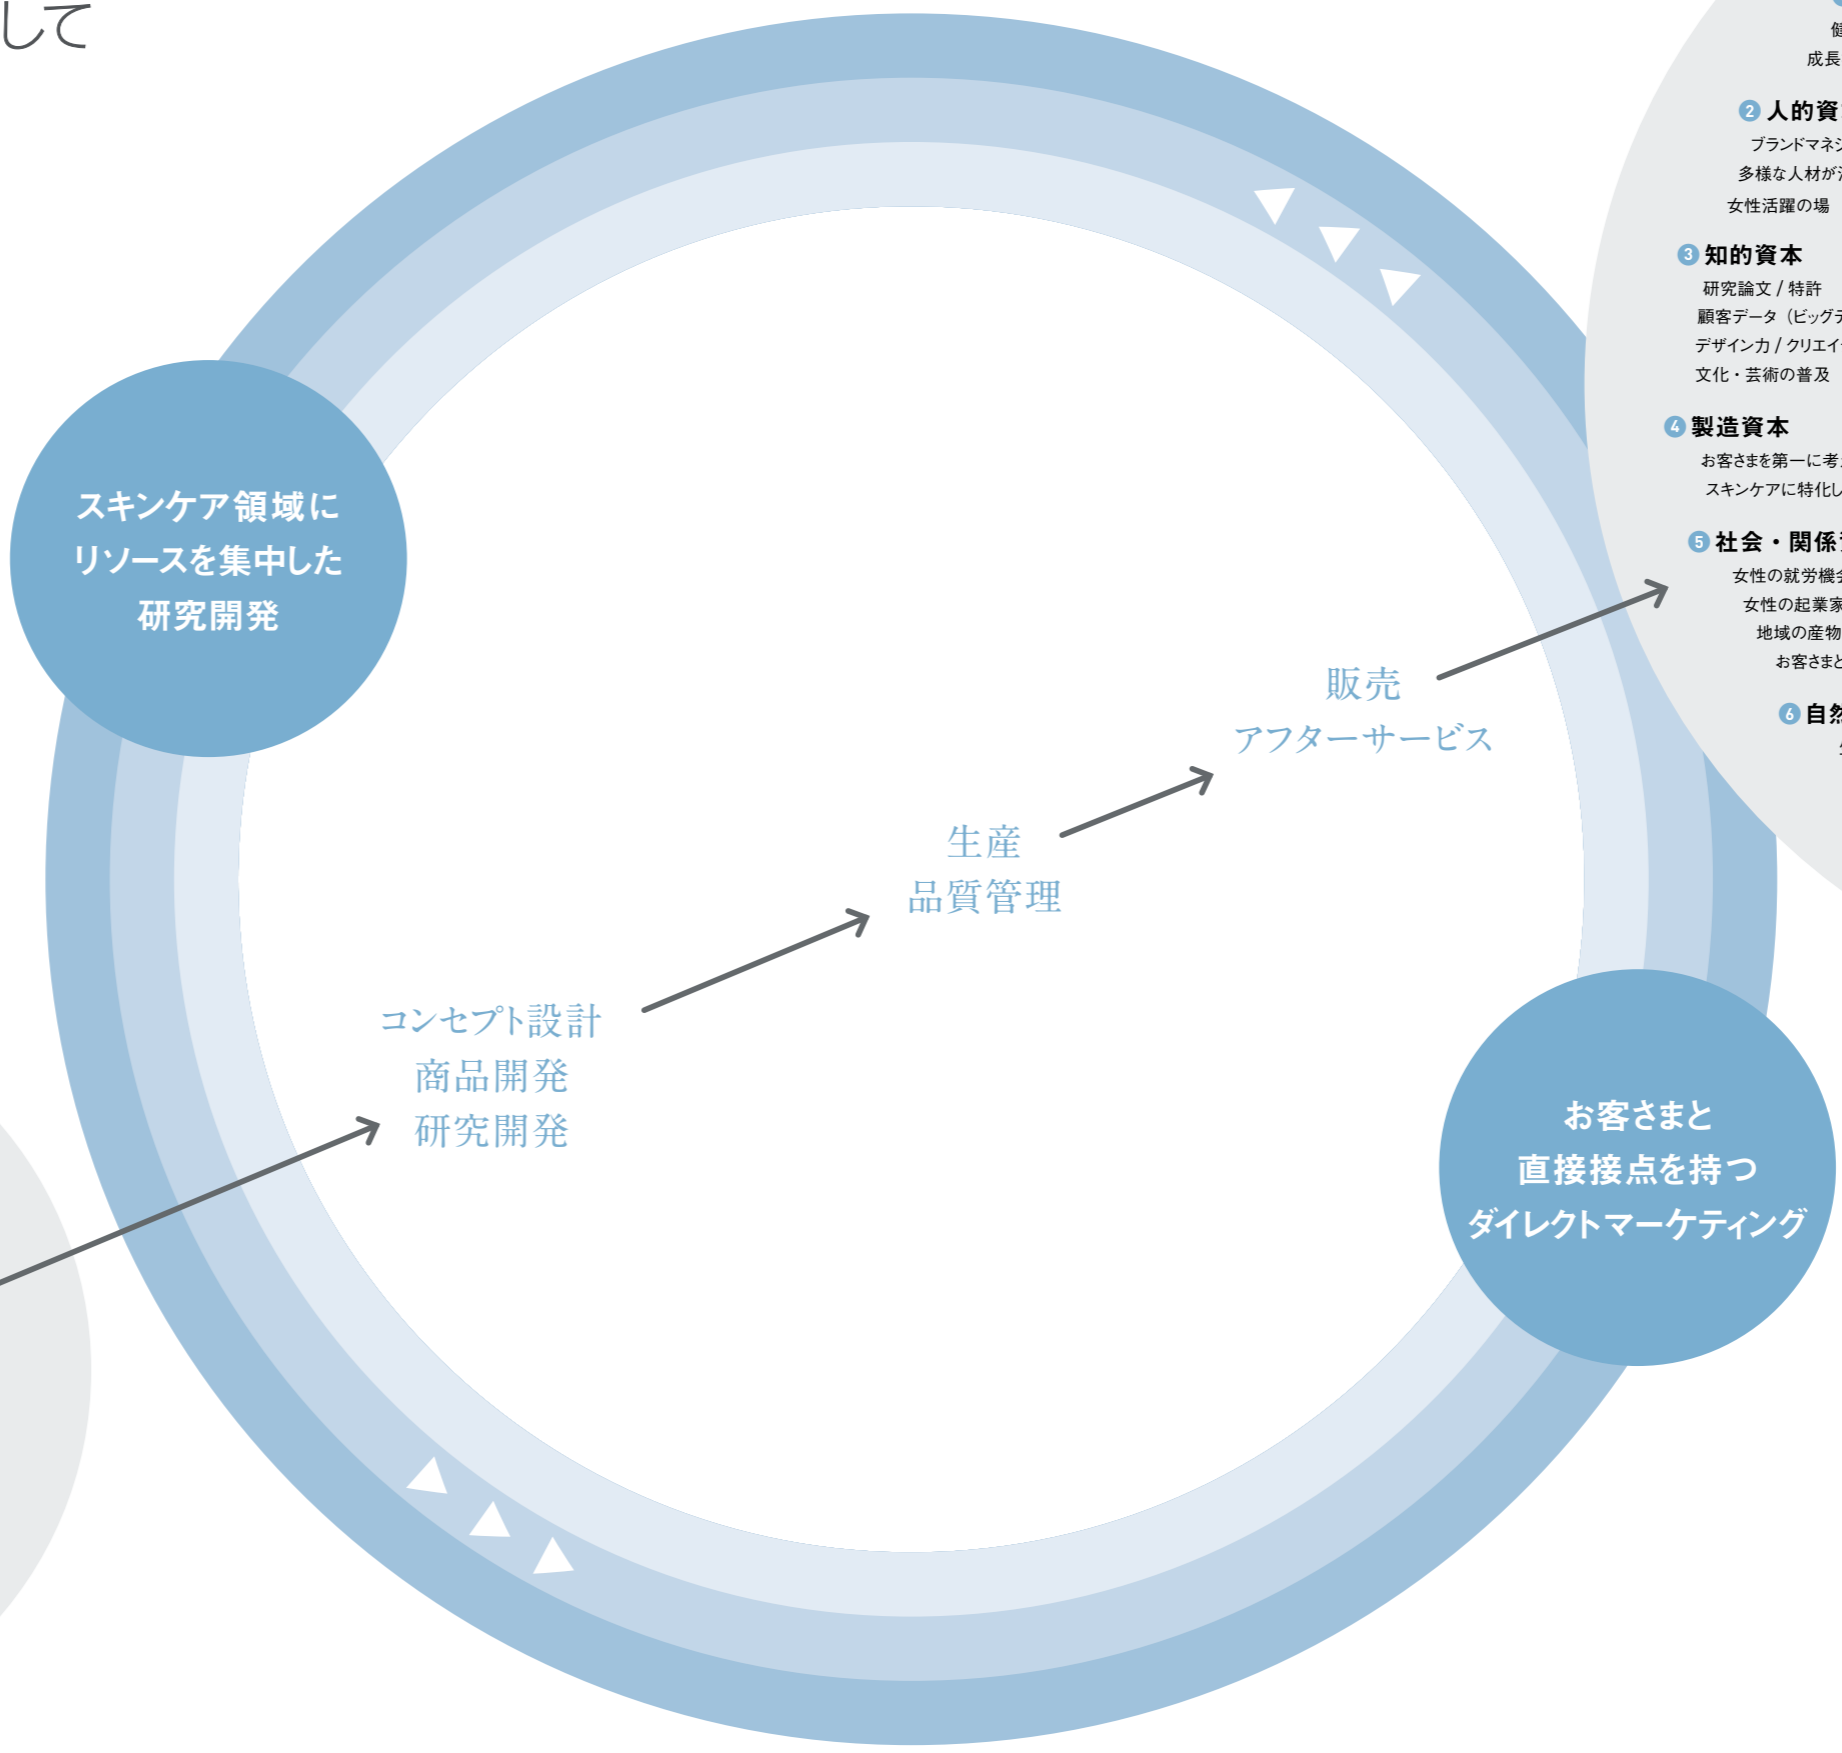 して
スキンケア領域に
リソースを集中した
研究開発
コンセプト設計
商品開発
研究開発
生産
品質管理
販売
アフターサービス
お客さまと
直接接点を持つ
ダイレクトマーケティング
成長
2 人的資
ブランドマネジ
多様な人材が
女性活躍の場
3 知的資本
研究論文 / 特許
顧客データ（ビッグデ
デザイン力 / クリエイ
文化・芸術の普及
4 製造資本
お客さまを第一に考
スキンケアに特化し
5 社会・関係
女性の就労機
女性の起業家
地域の産物
お客さまと
6 自然